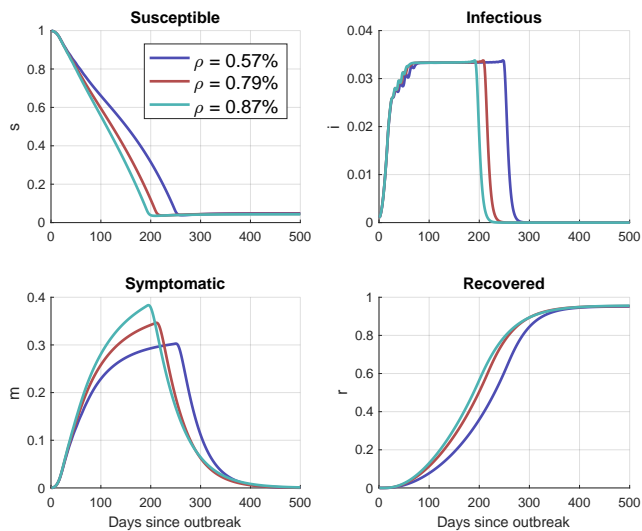 Susceptible
1
0.8
0.6
0.4
0.2
0
s
0 100 200 300 400 500
ρ = 0.57%
ρ = 0.79%
ρ = 0.87%
Infectious
0.04
0.03
0.02
0.01
0
i
0 100 200 300 400 500
Symptomatic
0.4
0.3
0.2
0.1
0
m
0 100 200 300 400 500
Days since outbreak
Recovered
1
0.8
0.6
0.4
0.2
0
r
0 100 200 300 400 500
Days since outbreak